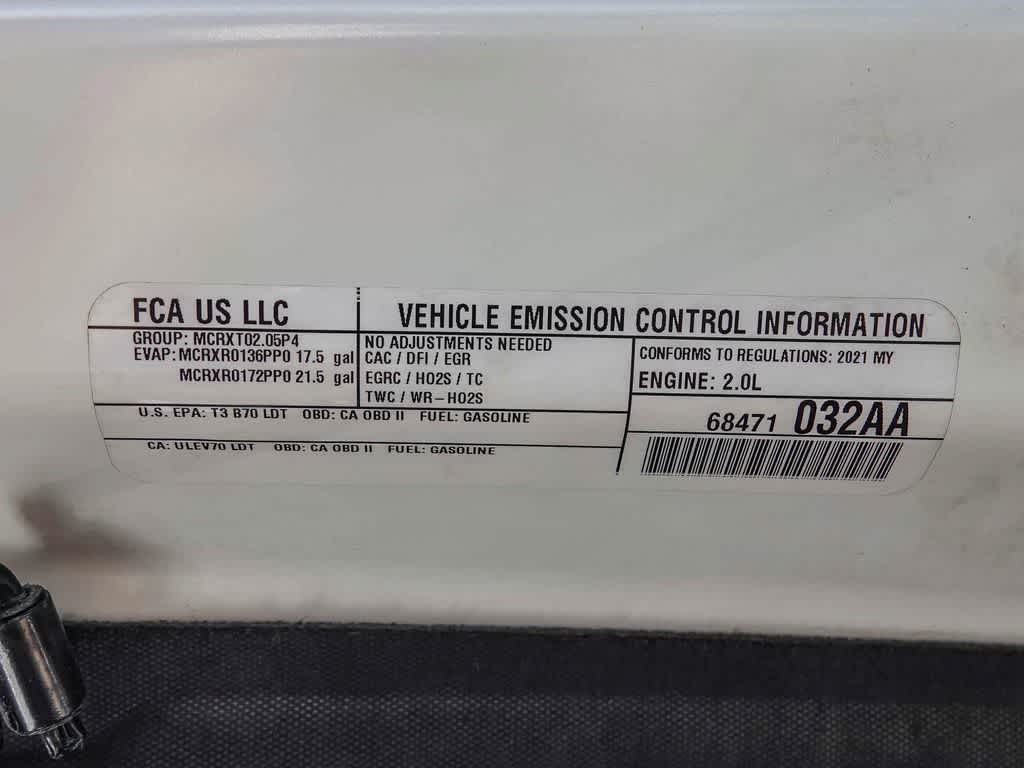 FCA US LLC
VEHICLE EMISSION CONTROL INFORMATION
GROUP: MCRXT02.05P4
EVAP: MCRXR0136PP0 17.5 gal
MCRXR0172PP0 21.5 gal
NO ADJUSTMENTS NEEDED
CAC / DFI / EGR
EGRC / HO2S / TC
TWC / WR-HO2S
CONFORMS TO REGULATIONS: 2021 MY
ENGINE: 2.0L
U.S. EPA: T3 B70 LDT OBD: CA OBD II FUEL: GASOLINE
68471 032AA
CA: ULEV70 LDT OBD: CA OBD II FUEL: GASOLINE